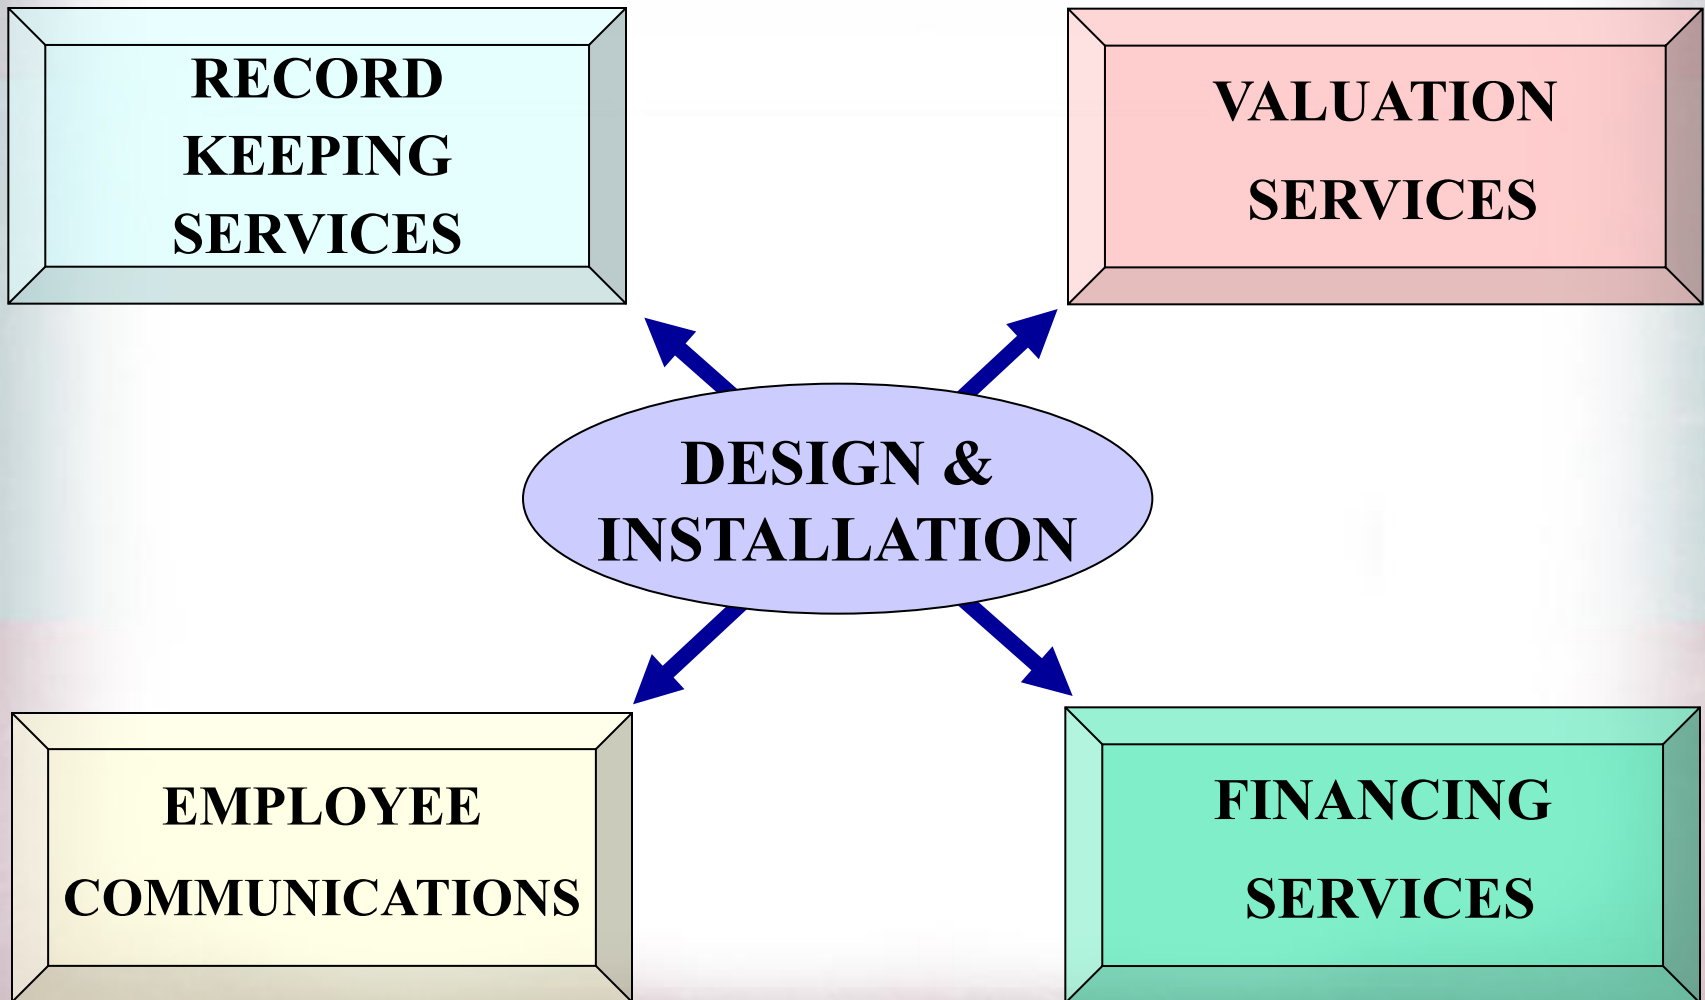 RECORD
KEEPING
SERVICES
VALUATION
SERVICES
DESIGN &
INSTALLATION
EMPLOYEE
COMMUNICATIONS
FINANCING
SERVICES